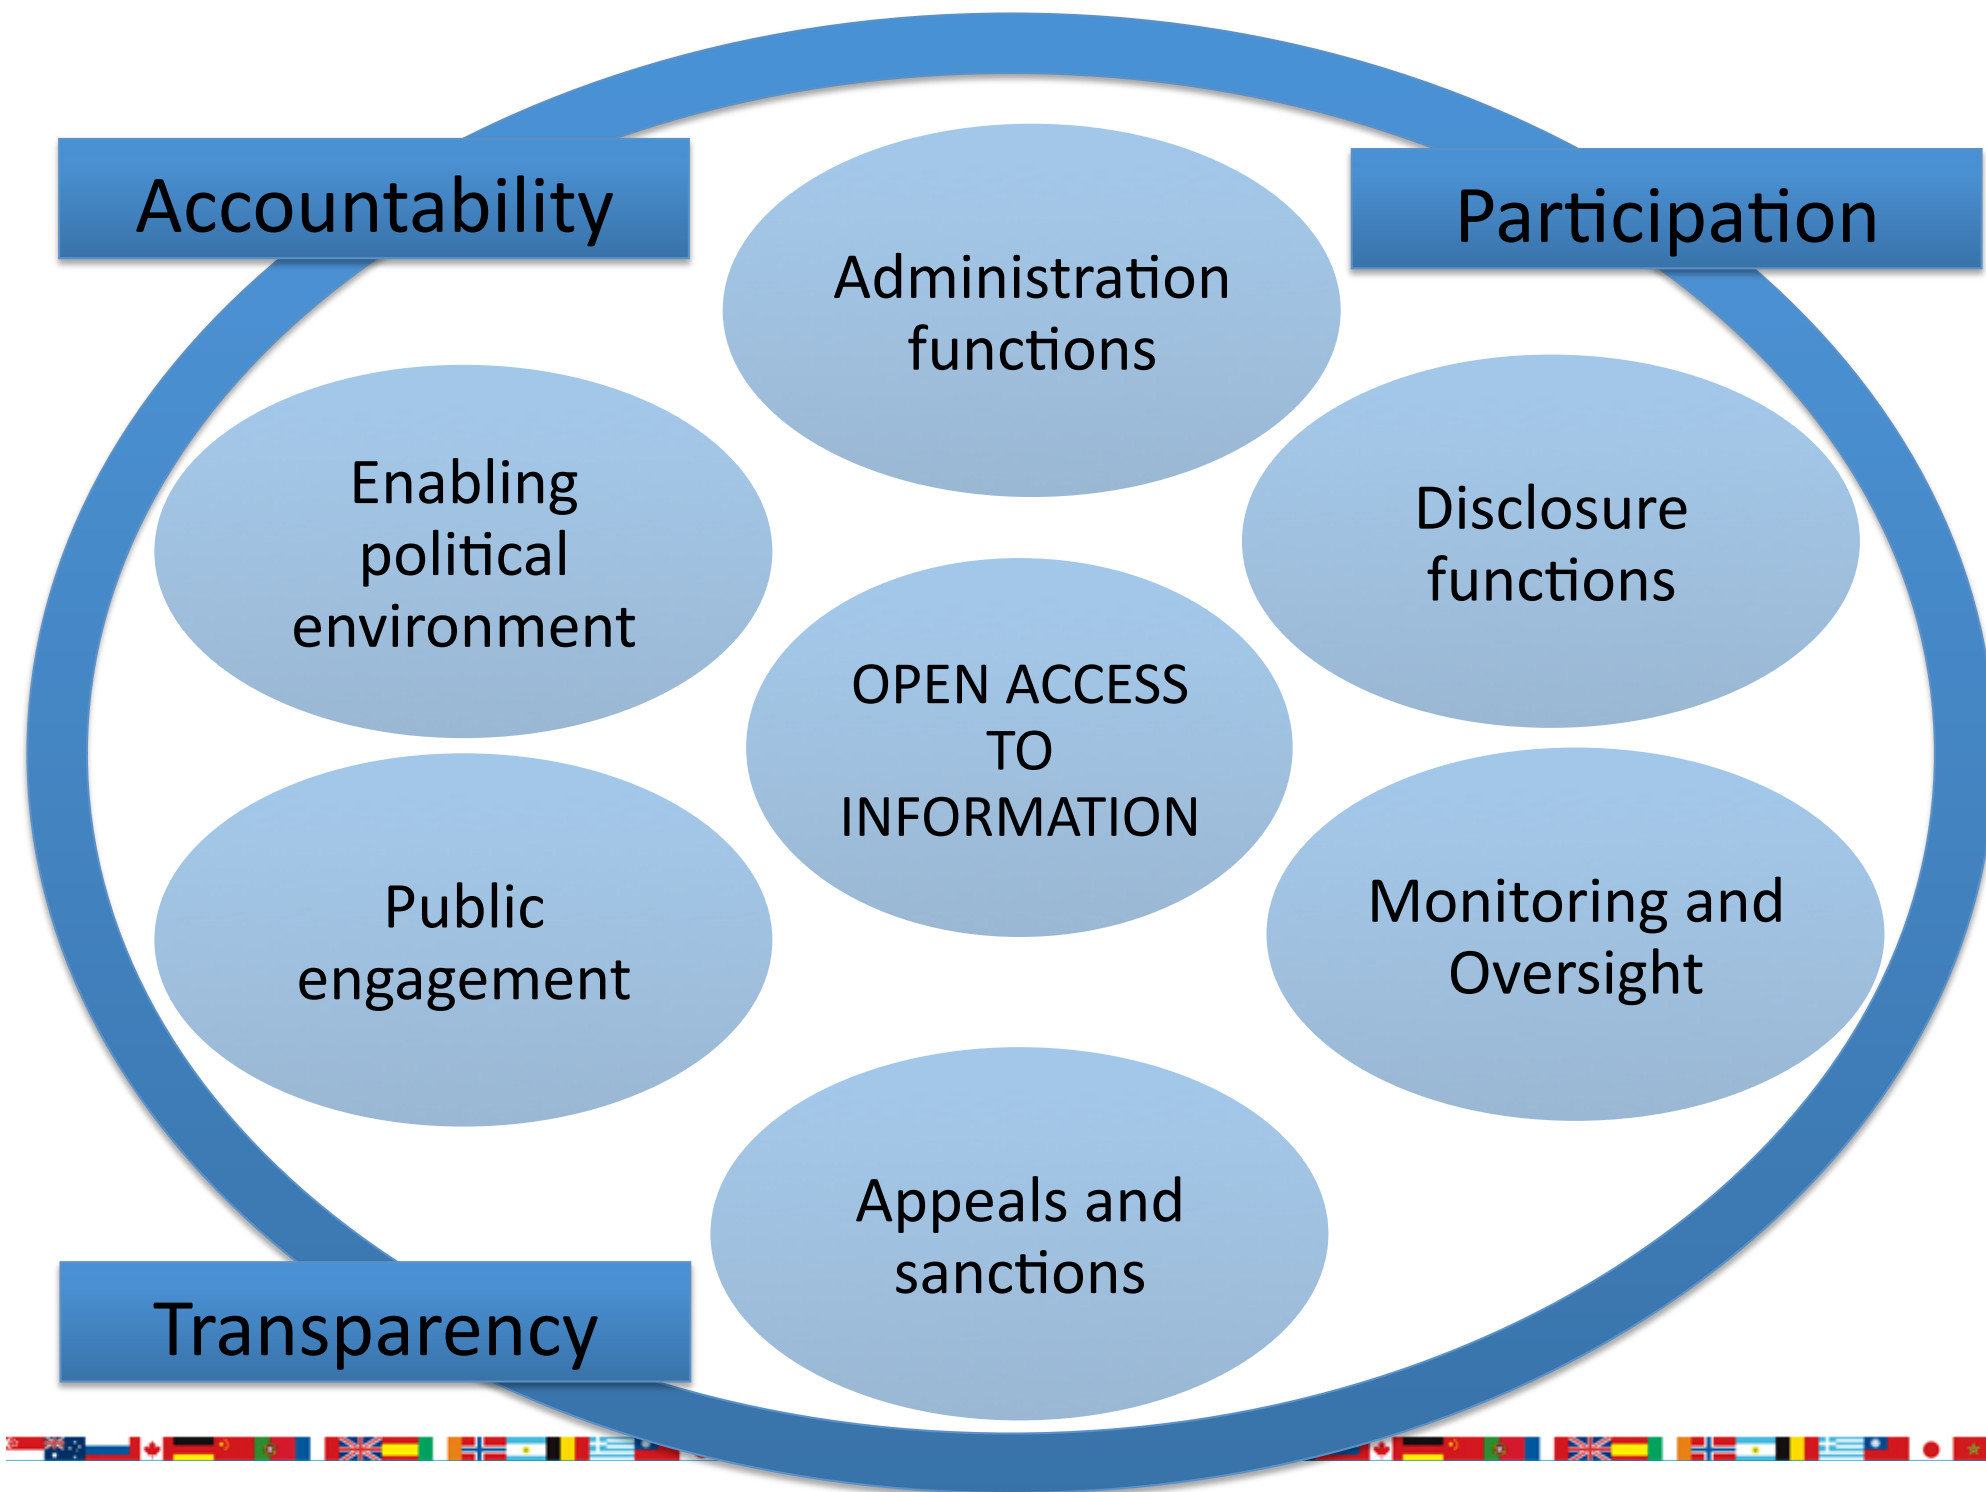 Accountability
Participation
Administration
functions
Enabling
political
environment
Disclosure
functions
OPEN ACCESS
TO
INFORMATION
Public
engagement
Monitoring and
Oversight
Appeals and
sanctions
Transparency